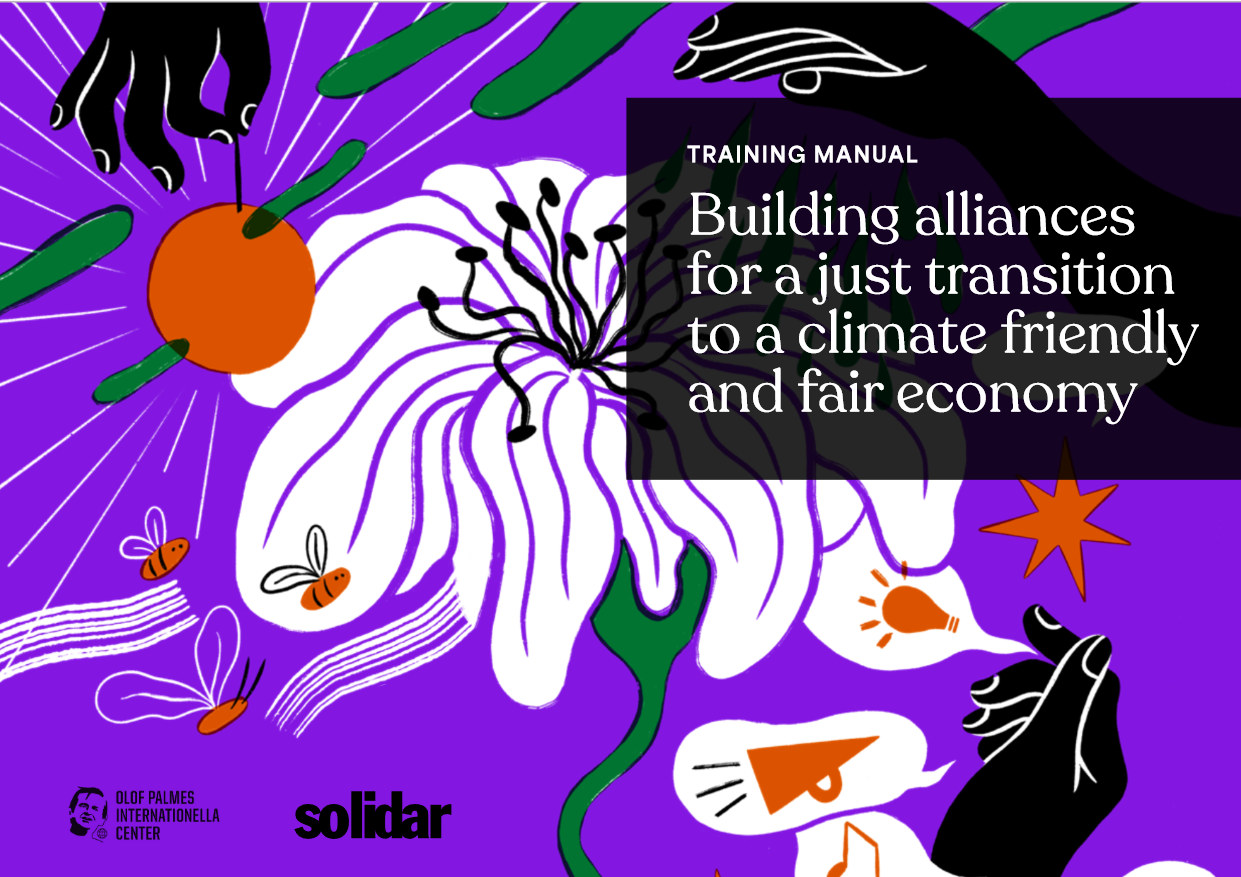 TRAINING MANUAL
Building alliances
for a just transition
to a climate friendly
and fair economy
OLOF PALMES
INTERNATIONELLA
CENTER
solidar